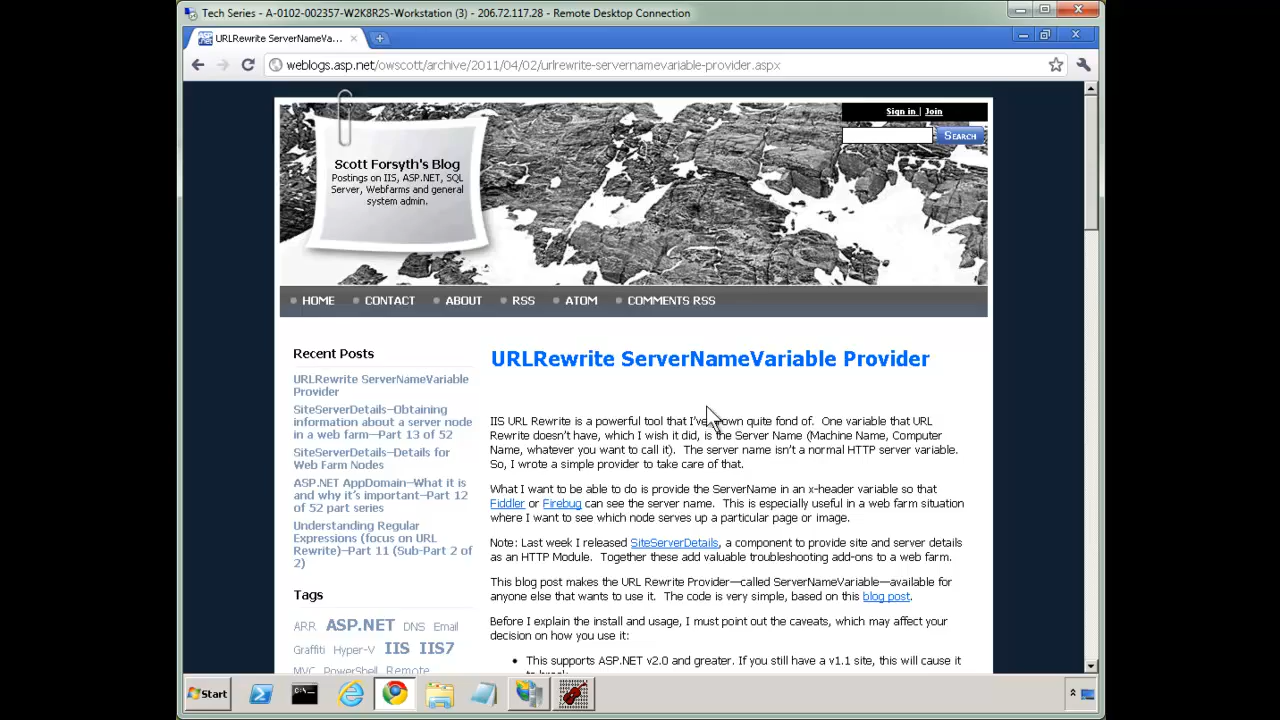 Tech Series - A-0102-002357-W2K8R2S-Workstation (3) - 206.72.117.28 - Remote Desktop Connection
URLRewrite ServerNameVa...
weblogs.asp.net/owscott/archive/2011/04/02/urlrewrite-servernamevariable-provider.aspx
Sign in | Join
Search
Scott Forsyth's Blog
Postings on IIS, ASP.NET, SQL
Server, Webfarms and general
system admin.
HOME CONTACT ABOUT RSS ATOM COMMENTS RSS
Recent Posts
URLRewrite ServerNameVariable
Provider
SiteServerDetails–Obtaining
information about a server node
in a web farm—Part 13 of 52
SiteServerDetails–Details for
Web Farm Nodes
ASP.NET AppDomain–What it is
and why it's important–Part 12
of 52 part series
Understanding Regular
Expressions (focus on URL
Rewrite)–Part 11 (Sub-Part 2 of
2)
Tags
ARR ASP.NET DNS Email
Graffiti Hyper-V IIS IIS7
MVC PowerShell Remote
URLRewrite ServerNameVariable Provider
IIS URL Rewrite is a powerful tool that I've own quite fond of. One variable that URL
Rewrite doesn't have, which I wish it did, is the Server Name (Machine Name, Computer
Name, whatever you want to call it). The server name isn't a normal HTTP server variable.
So, I wrote a simple provider to take care of that.
What I want to be able to do is provide the ServerName in an x-header variable so that
Fiddler or Firebug can see the server name. This is especially useful in a web farm situation
where I want to see which node serves up a particular page or image.
Note: Last week I released SiteServerDetails, a component to provide site and server details
as an HTTP Module. Together these add valuable troubleshooting add-ons to a web farm.
This blog post makes the URL Rewrite Provider—called ServerNameVariable—available for
anyone else that wants to use it. The code is very simple, based on this blog post.
Before I explain the install and usage, I must point out the caveats, which may affect your
decision on how you use it:
• This supports ASP.NET v2.0 and greater. If you still have a v1.1 site, this will cause it
Start